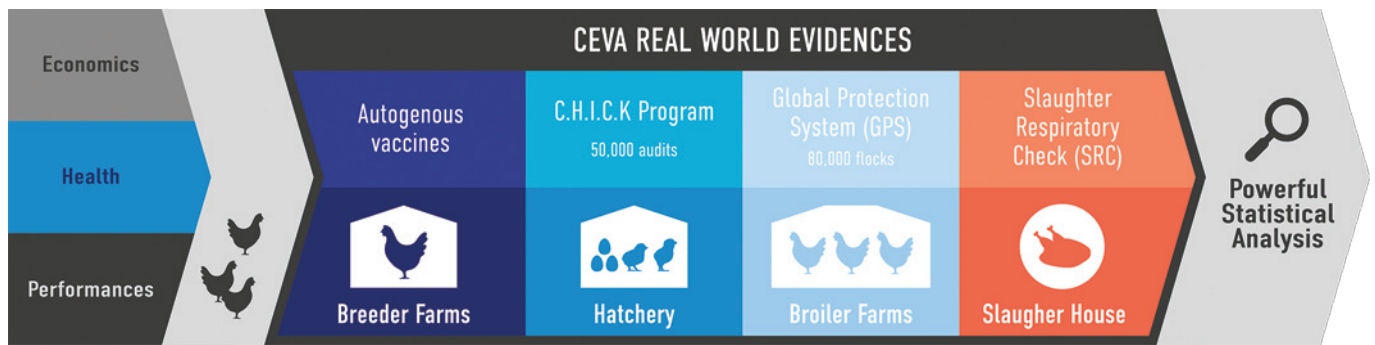 Economics
Health
Performances
CEVA REAL WORLD EVIDENCES
Autogenous
vaccines
Breeder Farms
C.H.I.C.K Program
50,000 audits
Hatchery
Global Protection
System (GPS)
80,000 flocks
Broiler Farms
Slaughter
Respiratory
Check (SRC)
Slaugher House
Powerful
Statistical
Analysis